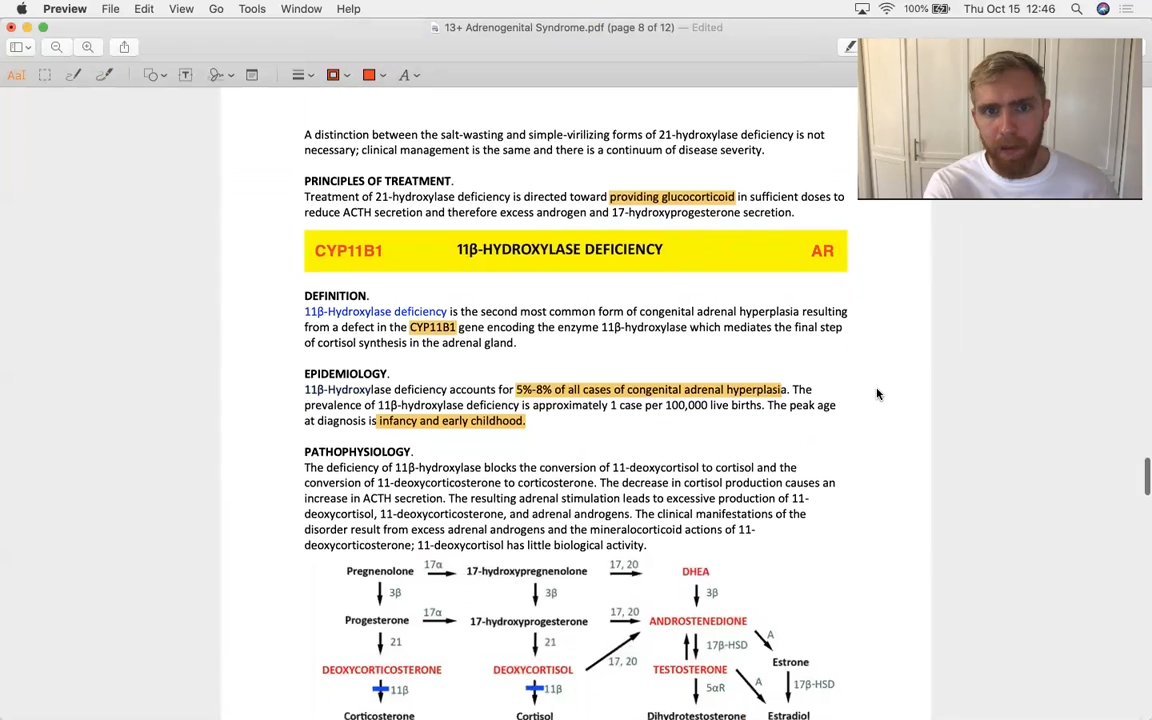 Preview File Edit View Go Tools Window Help 100% Thu Oct 15 12:46
13+ Adrenogenital Syndrome.pdf (page 8 of 12) — Edited
AaI T A
A distinction between the salt-wasting and simple-virilizing forms of 21-hydroxylase deficiency is not
necessary; clinical management is the same and there is a continuum of disease severity.
PRINCIPLES OF TREATMENT.
Treatment of 21-hydroxylase deficiency is directed toward providing glucocorticoid in sufficient doses to
reduce ACTH secretion and therefore excess androgen and 17-hydroxyprogesterone secretion.
CYP11B1 11β-HYDROXYLASE DEFICIENCY AR
DEFINITION.
11β-Hydroxylase deficiency is the second most common form of congenital adrenal hyperplasia resulting
from a defect in the CYP11B1 gene encoding the enzyme 11β-hydroxylase which mediates the final step
of cortisol synthesis in the adrenal gland.
EPIDEMIOLOGY.
11β-Hydroxylase deficiency accounts for 5%-8% of all cases of congenital adrenal hyperplasia. The
prevalence of 11β-hydroxylase deficiency is approximately 1 case per 100,000 live births. The peak age
at diagnosis is infancy and early childhood.
PATHOPHYSIOLOGY.
The deficiency of 11β-hydroxylase blocks the conversion of 11-deoxycortisol to cortisol and the
conversion of 11-deoxycorticosterone to corticosterone. The decrease in cortisol production causes an
increase in ACTH secretion. The resulting adrenal stimulation leads to excessive production of 11-
deoxycortisol, 11-deoxycorticosterone, and adrenal androgens. The clinical manifestations of the
disorder result from excess adrenal androgens and the mineralocorticoid actions of 11-
deoxycorticosterone; 11-deoxycortisol has little biological activity.
Pregnenolone 17α 17-hydroxypregnenolone 17, 20 DHEA
3β 3β 3β
Progesterone 17α 17-hydroxyprogesterone 17, 20 ANDROSTENEDIONE
21 21 17β-HSD A
17, 20 Estrone
DEOXYCORTICOSTERONE DEOXYCORTISOL TESTOSTERONE
11β 11β 5αR A 17β-HSD
Corticosterone Cortisol Dihydrotestosterone Estradiol